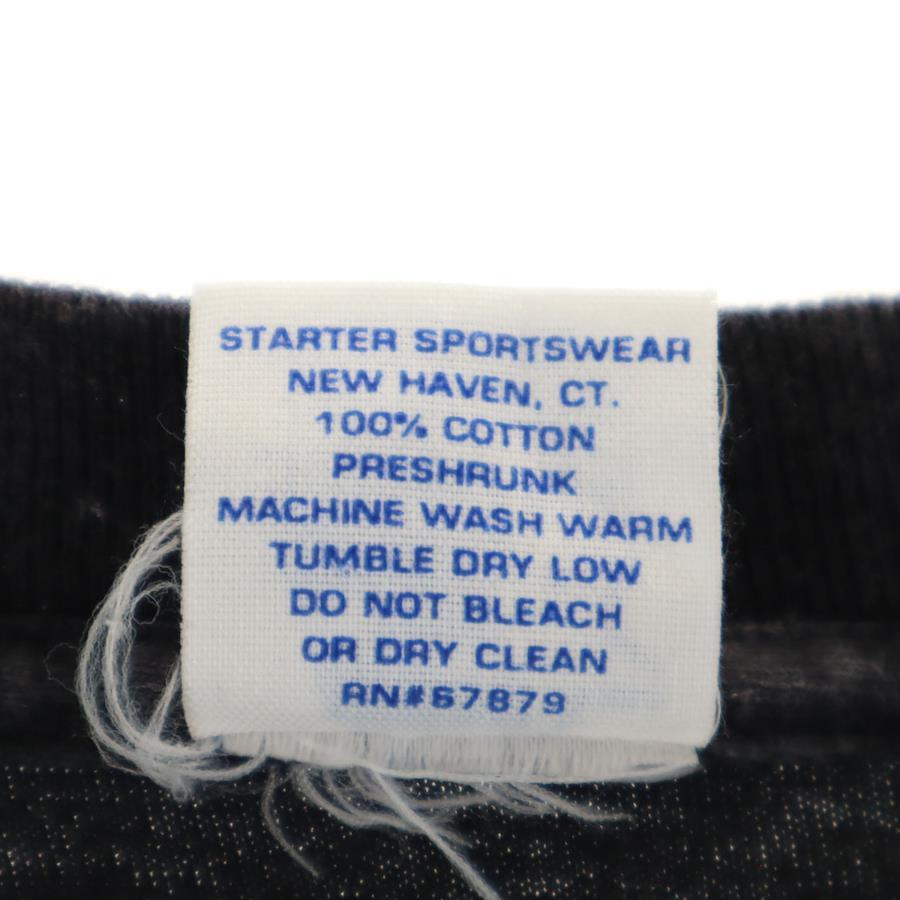 STARTER SPORTSWEAR
NEW HAVEN, CT.
100% COTTON
PRESHRUNK
MACHINE WASH WARM
TUMBLE DRY LOW
DO NOT BLEACH
OR DRY CLEAN
RN#67879